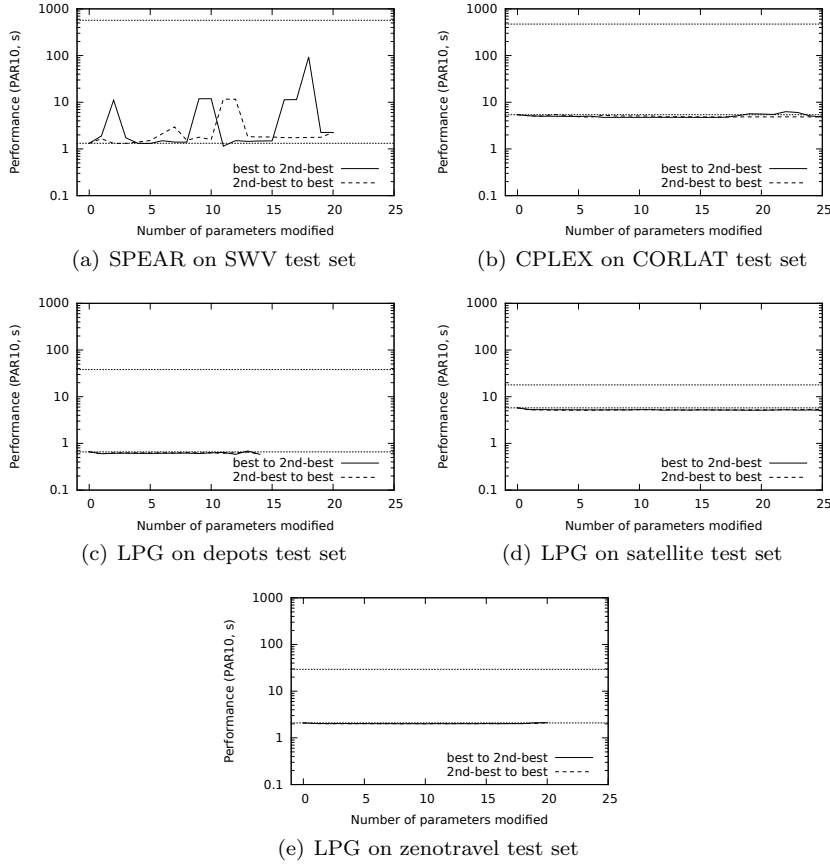 1000
100
10
1
0.1
Performance (PAR10, s)
best to 2nd-best
2nd-best to best
0 5 10 15 20 25
Number of parameters modified
(a) SPEAR on SWV test set
1000
100
10
1
0.1
Performance (PAR10, s)
best to 2nd-best
2nd-best to best
0 5 10 15 20 25
Number of parameters modified
(b) CPLEX on CORLAT test set
1000
100
10
1
0.1
Performance (PAR10, s)
best to 2nd-best
2nd-best to best
0 5 10 15 20 25
Number of parameters modified
(c) LPG on depots test set
1000
100
10
1
0.1
Performance (PAR10, s)
best to 2nd-best
2nd-best to best
0 5 10 15 20 25
Number of parameters modified
(d) LPG on satellite test set
1000
100
10
1
0.1
Performance (PAR10, s)
best to 2nd-best
2nd-best to best
0 5 10 15 20 25
Number of parameters modified
(e) LPG on zenotravel test set